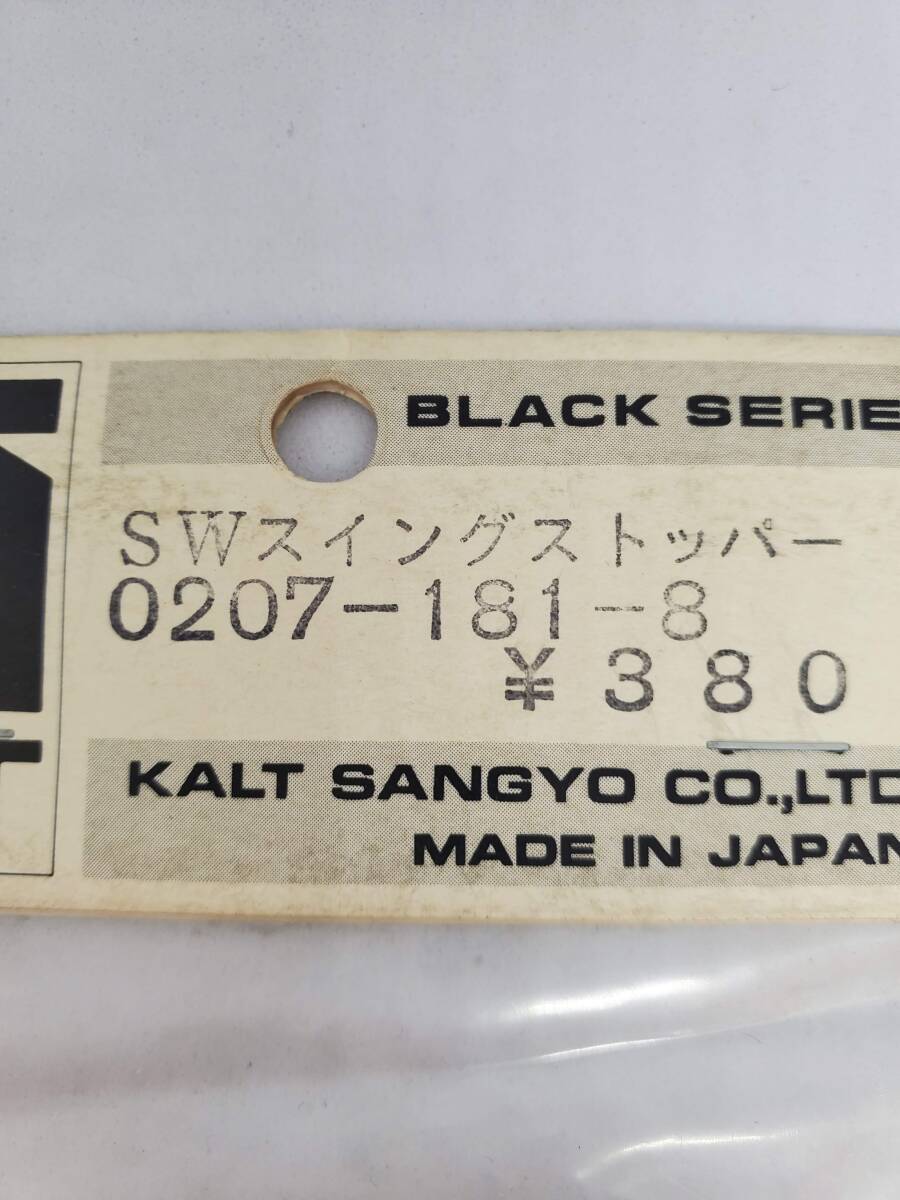 BLACK SERIE
SWスイングストッパー
0207-181-8
¥380
KALT SANGYO CO.,LTD
MADE IN JAPAN